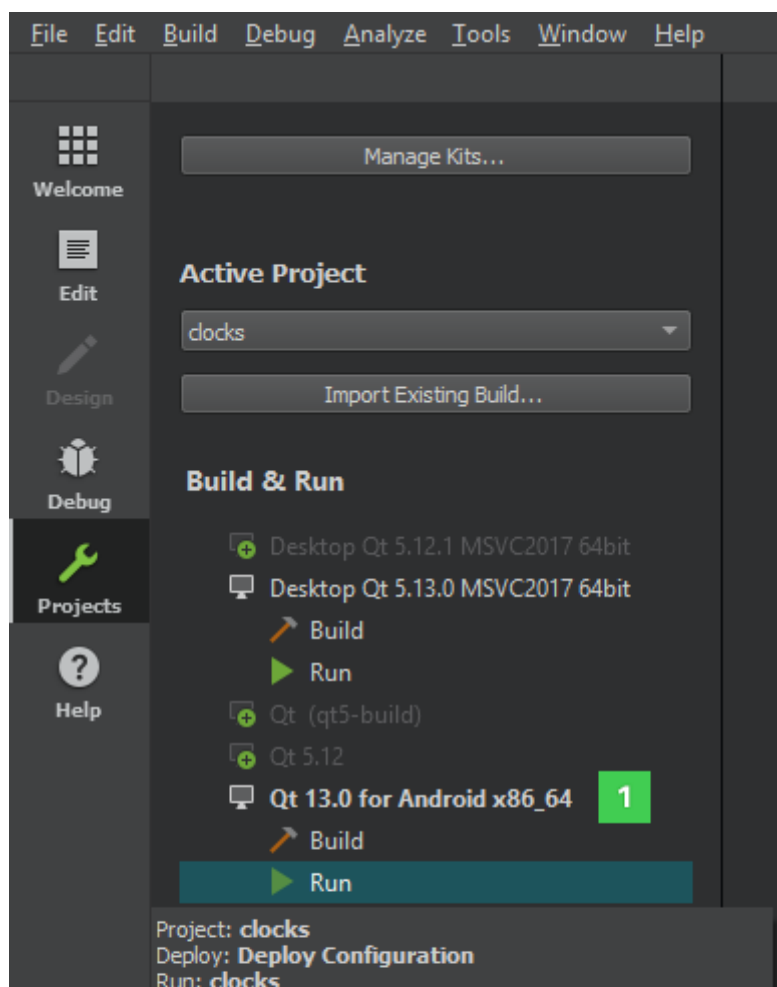 File Edit Build Debug Analyze Tools Window Help
Welcome
Edit
Design
Debug
Projects
Help
Manage Kits...
Active Project
clocks
Import Existing Build...
Build & Run
Desktop Qt 5.12.1 MSVC2017 64bit
Desktop Qt 5.13.0 MSVC2017 64bit
Build
Run
Qt (qt5-build)
Qt 5.12
Qt 13.0 for Android x86_64 1
Build
Run
Project: clocks
Deploy: Deploy Configuration
Run: clocks